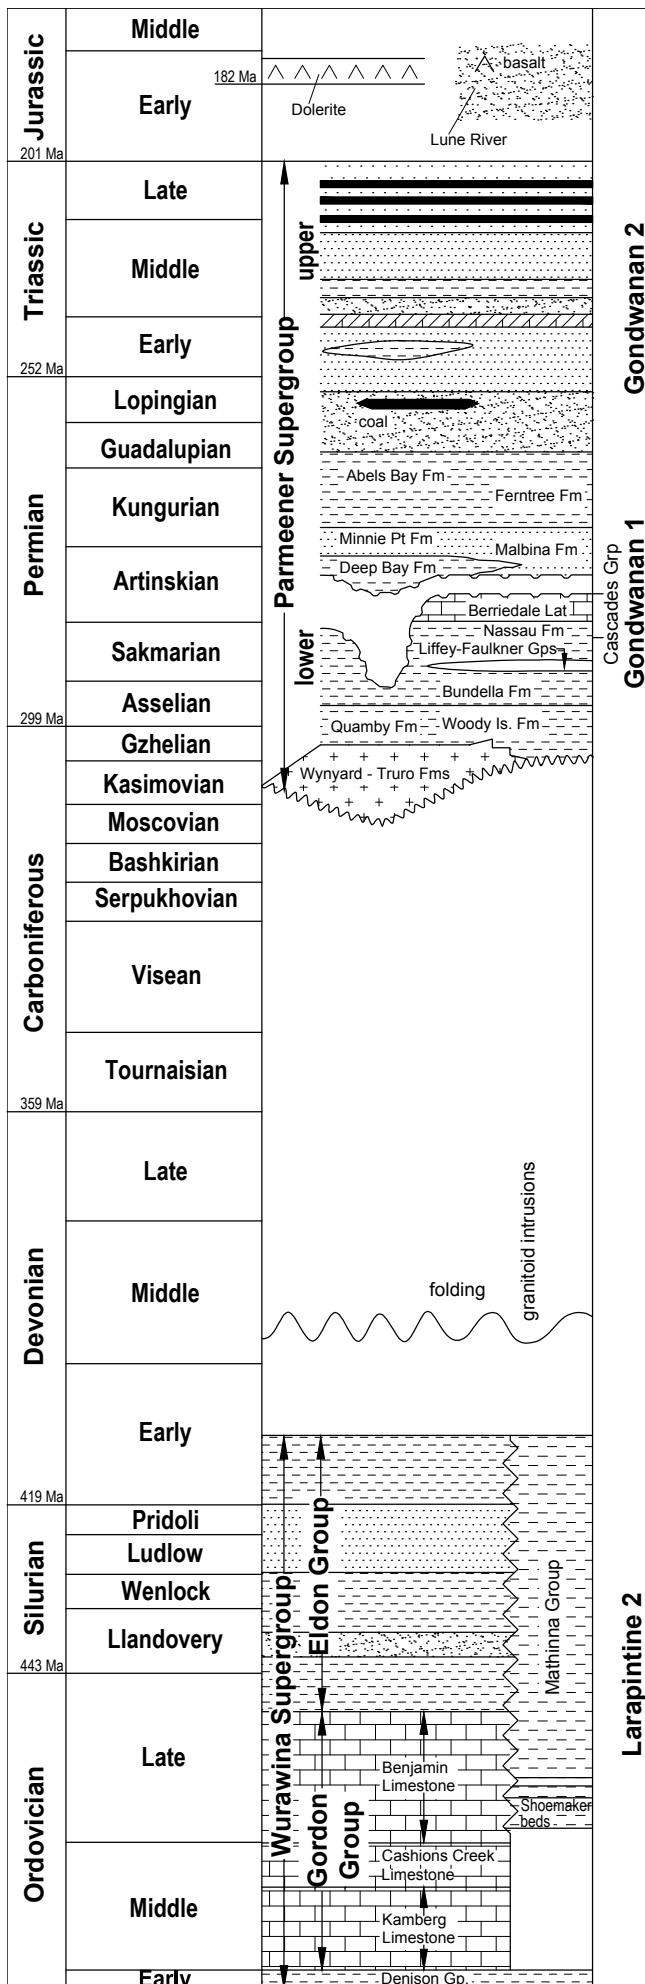 Jurassic
Middle
Early
201 Ma
182 Ma
Dolerite
basalt
Lune River
Triassic
Late
Middle
Early
252 Ma
Permian
Lopingian
Guadalupian
Kungurian
Artinskian
Sakmarian
Asselian
299 Ma
Parmeener Supergroup
upper
lower
coal
Abels Bay Fm
Ferntree Fm
Minnie Pt Fm
Malbina Fm
Deep Bay Fm
Berriedale Lat
Nassau Fm
Liffey-Faulkner Gps
Bundella Fm
Quamby Fm
Woody Is. Fm
Wynyard - Truro Fms
Cascades Grp
Gondwanan 2
Gondwanan 1
Carboniferous
Gzhelian
Kasimovian
Moscovian
Bashkirian
Serpukhovian
Visean
Tournaisian
359 Ma
Devonian
Late
Middle
Early
419 Ma
folding
granitoid intrusions
Silurian
Pridoli
Ludlow
Wenlock
Llandovery
443 Ma
Ordovician
Late
Middle
Early
Wurawina Supergroup
Eldon Group
Gordon
Group
Mathinna Group
Benjamin
Limestone
Shoemaker
beds
Cashions Creek
Limestone
Kamberg
Limestone
Denison Gp.
Larapintine 2